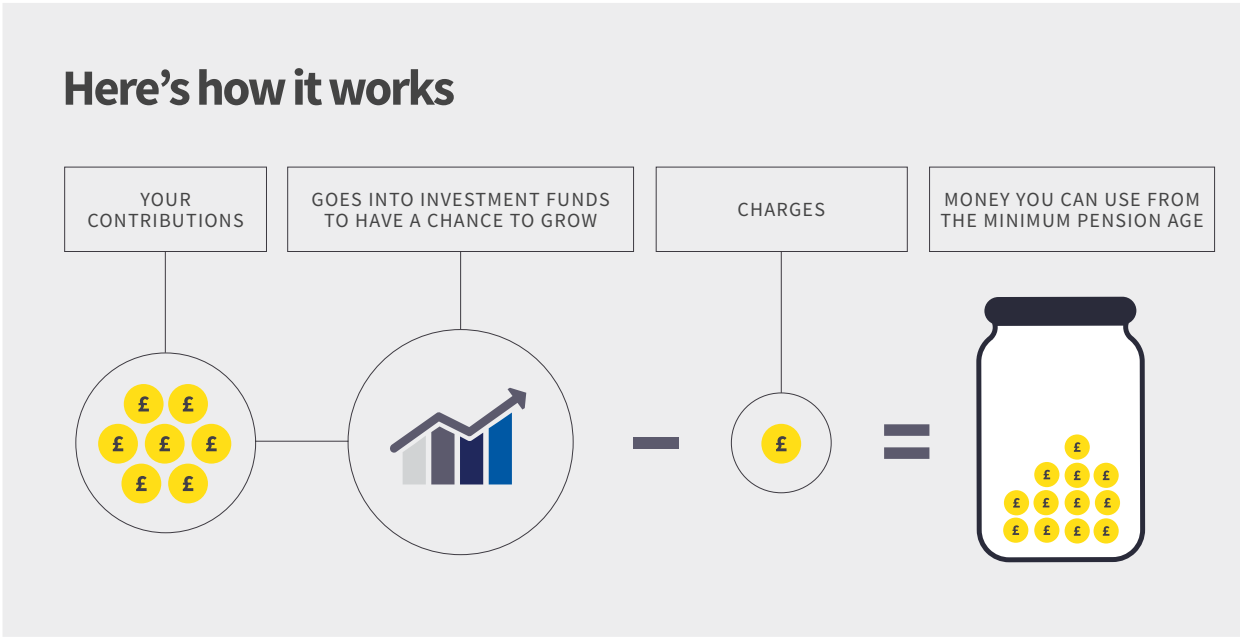 Here’s how it works
YOUR
CONTRIBUTIONS
GOES INTO INVESTMENT FUNDS
TO HAVE A CHANCE TO GROW
CHARGES
MONEY YOU CAN USE FROM
THE MINIMUM PENSION AGE
£ £
£ £ £
£ £
£
£
£ £ £
£ £ £ £
£ £ £ £